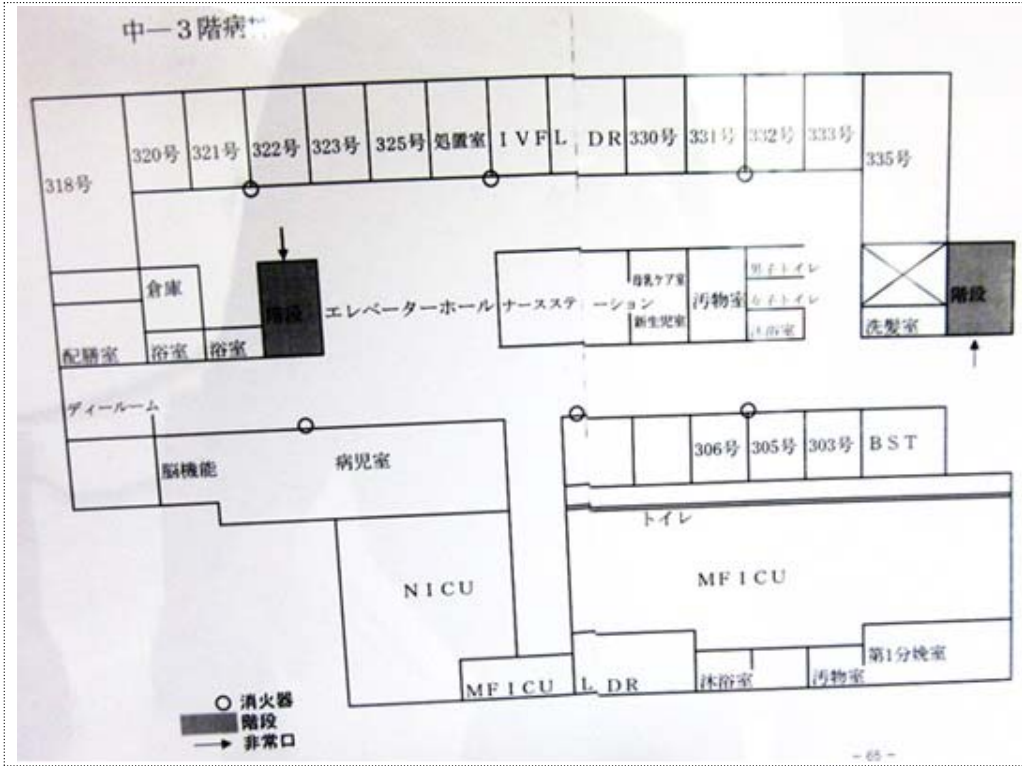 中―3階病
320号 321号 322号 323号 325号 処置室 IVF L DR 330号 331号 332号 333号
318号
335号
倉庫
階段 エレベーターホール ナースステーション
母乳ケア室
新生児室
汚物室
男子トイレ
女子トイレ
沐浴室
階段
洗髪室
配膳室 浴室 浴室
ディールーム
脳機能
病児室
306号 305号 303号 BST
トイレ
NICU
MFICU
MFICU L DR 沐浴室 汚物室 第1分娩室
消火器
階段
非常口
- 65 -